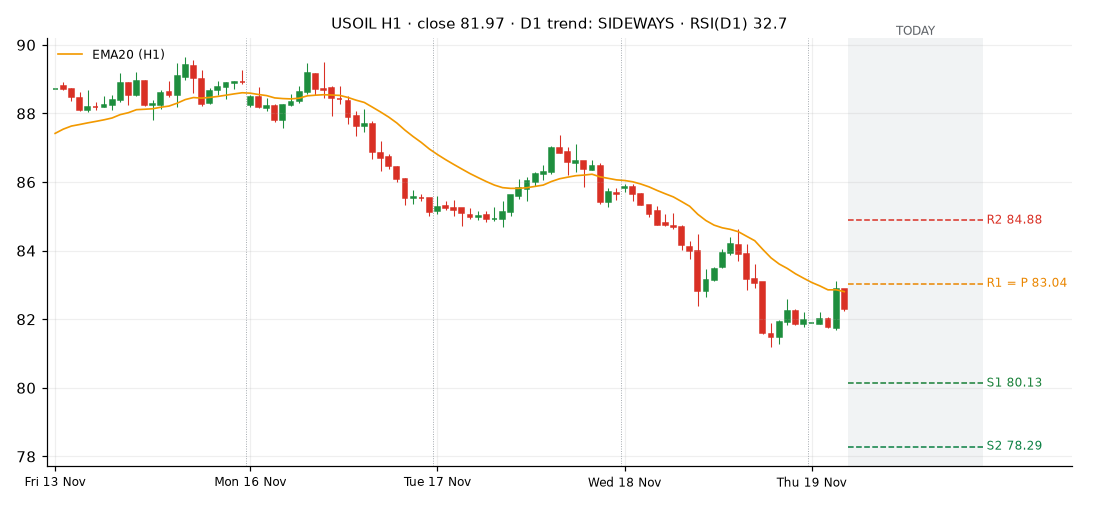 USOIL H1 · close 81.97 · D1 trend: SIDEWAYS · RSI(D1) 32.7
TODAY
EMA20 (H1)
90
88
86
84
82
80
78
R2 84.88
R1 = P 83.04
S1 80.13
S2 78.29
Fri 13 Nov
Mon 16 Nov
Tue 17 Nov
Wed 18 Nov
Thu 19 Nov